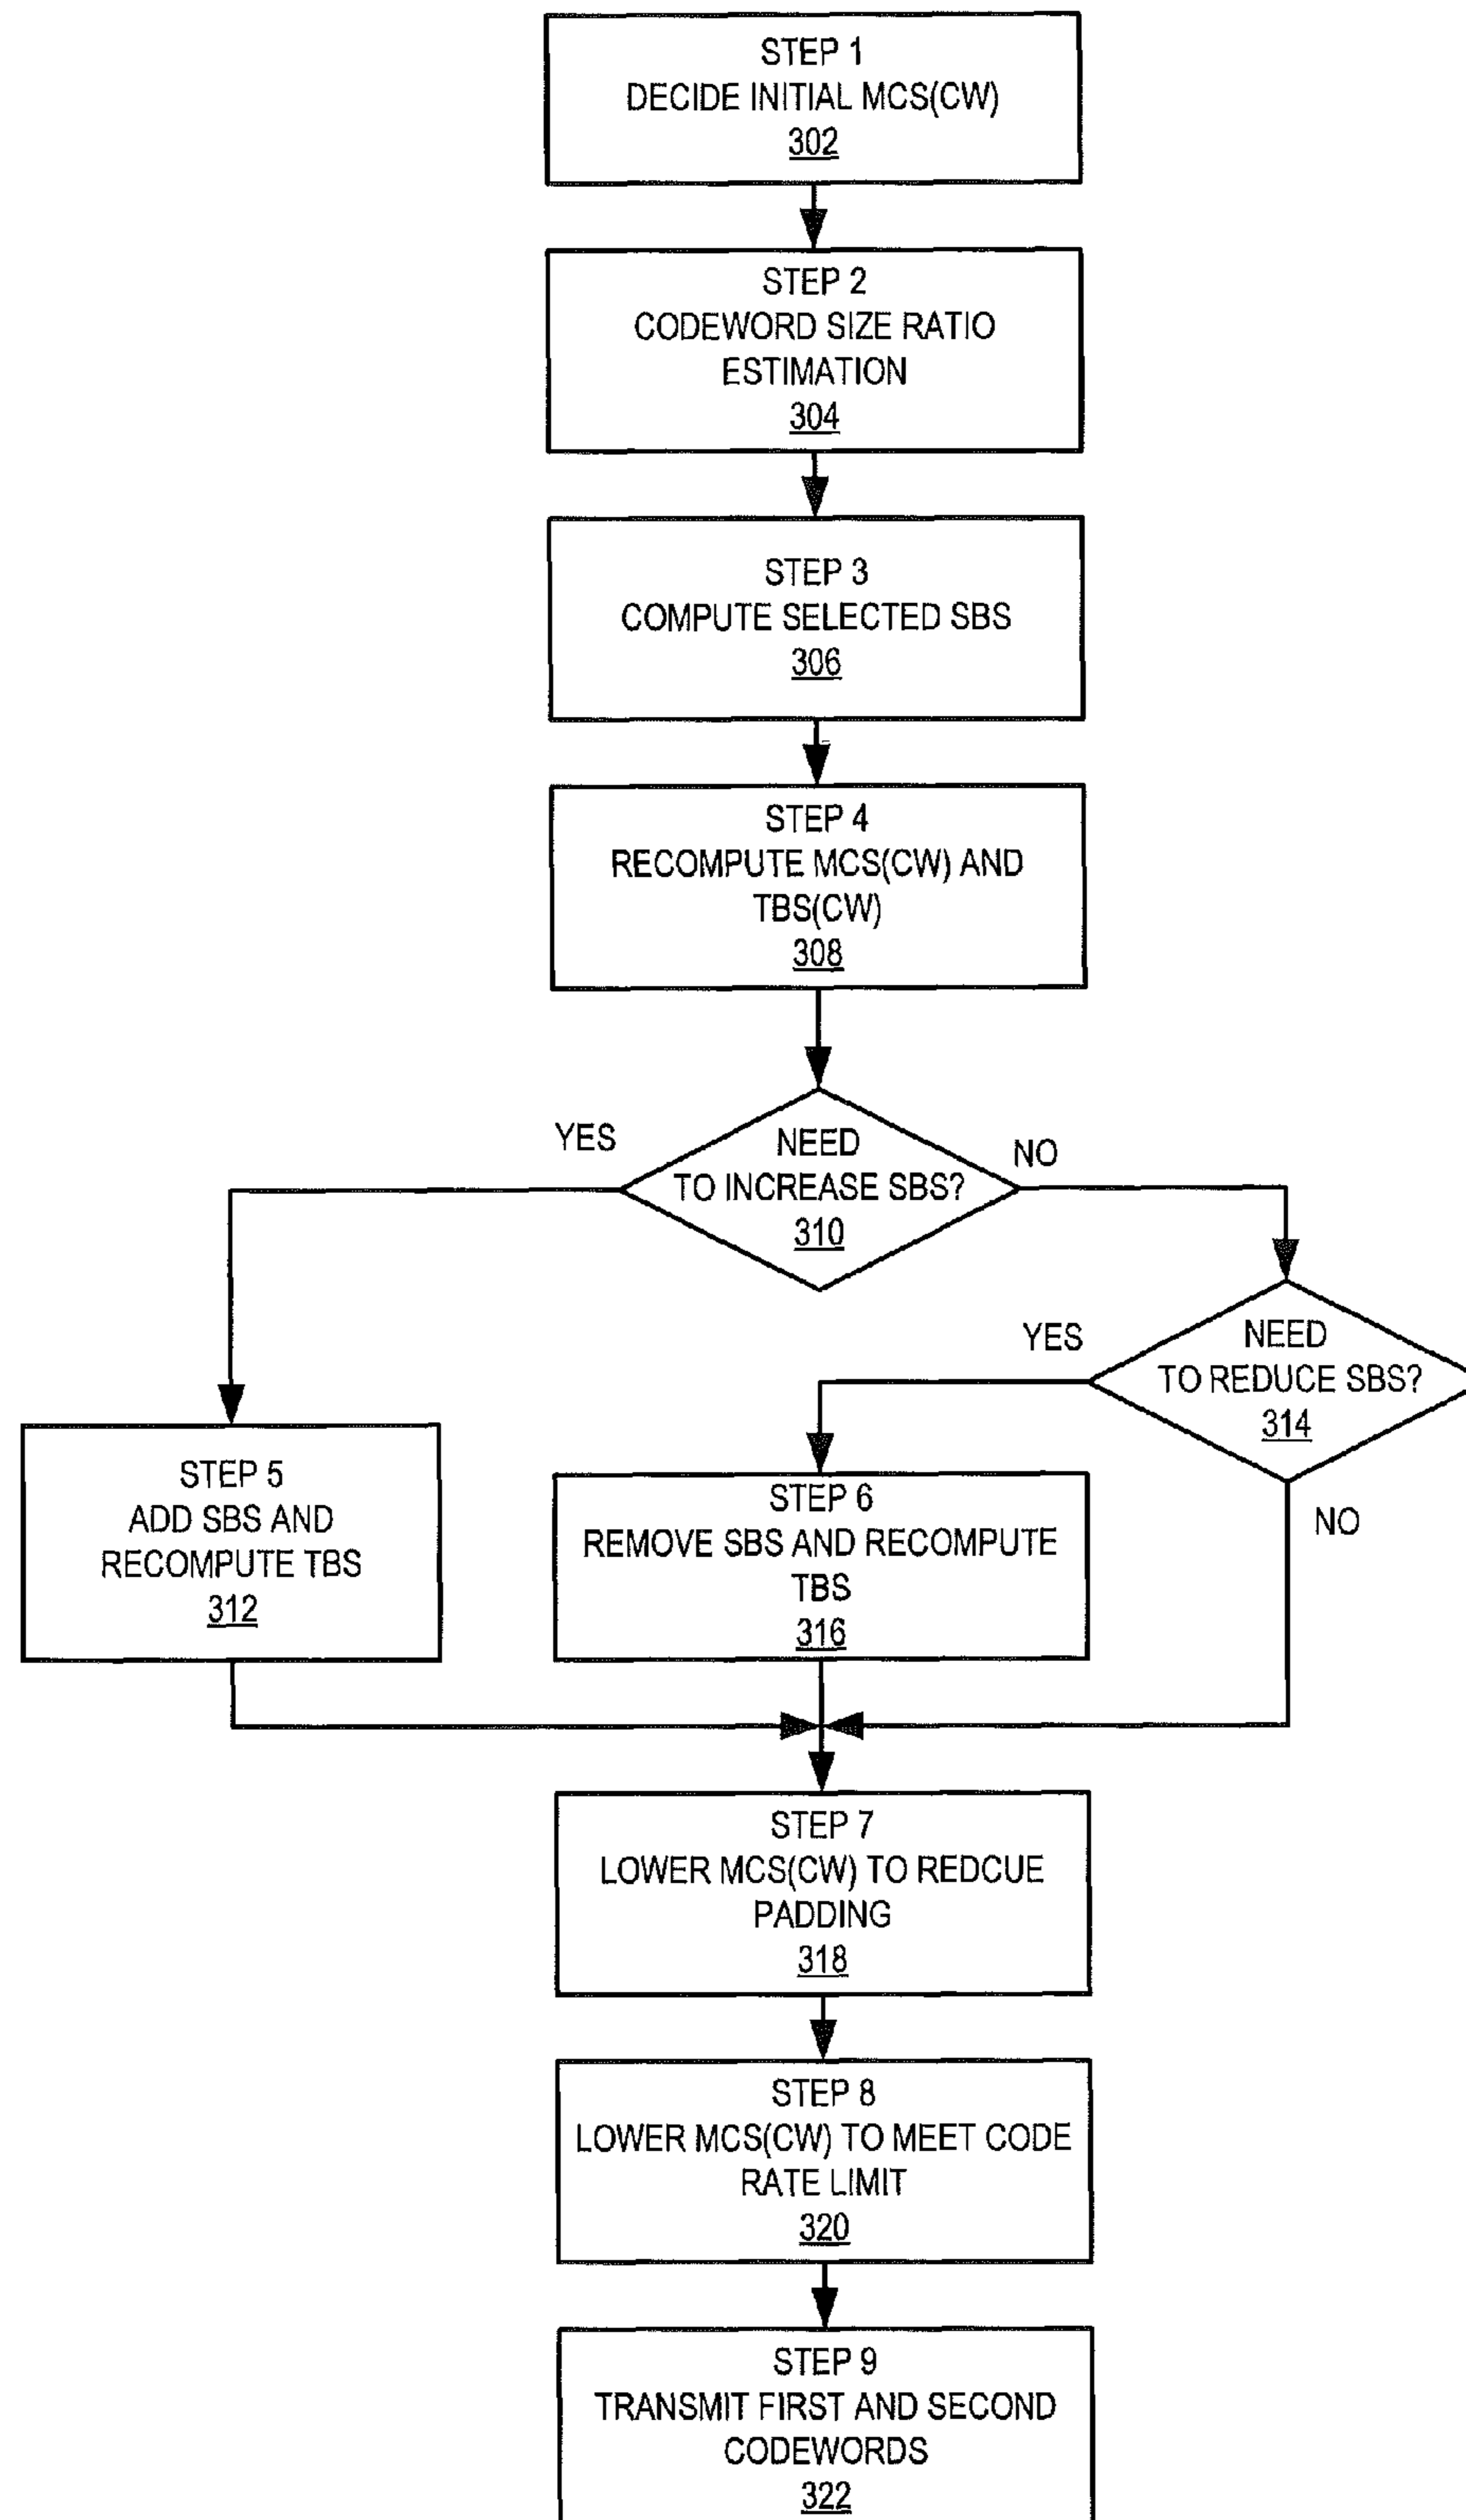 STEP 1
DECIDE INITIAL MCS(CW)
302
STEP 2
CODEWORD SIZE RATIO
ESTIMATION
304
STEP 3
COMPUTE SELECTED SBS
306
STEP 4
RECOMPUTE MCS(CW) AND
TBS(CW)
308
YES
NEED
TO INCREASE SBS?
310
NO
YES
NEED
TO REDUCE SBS?
314
NO
STEP 5
ADD SBS AND
RECOMPUTE TBS
312
STEP 6
REMOVE SBS AND RECOMPUTE
TBS
316
STEP 7
LOWER MCS(CW) TO REDCUE
PADDING
318
STEP 8
LOWER MCS(CW) TO MEET CODE
RATE LIMIT
320
STEP 9
TRANSMIT FIRST AND SECOND
CODEWORDS
322